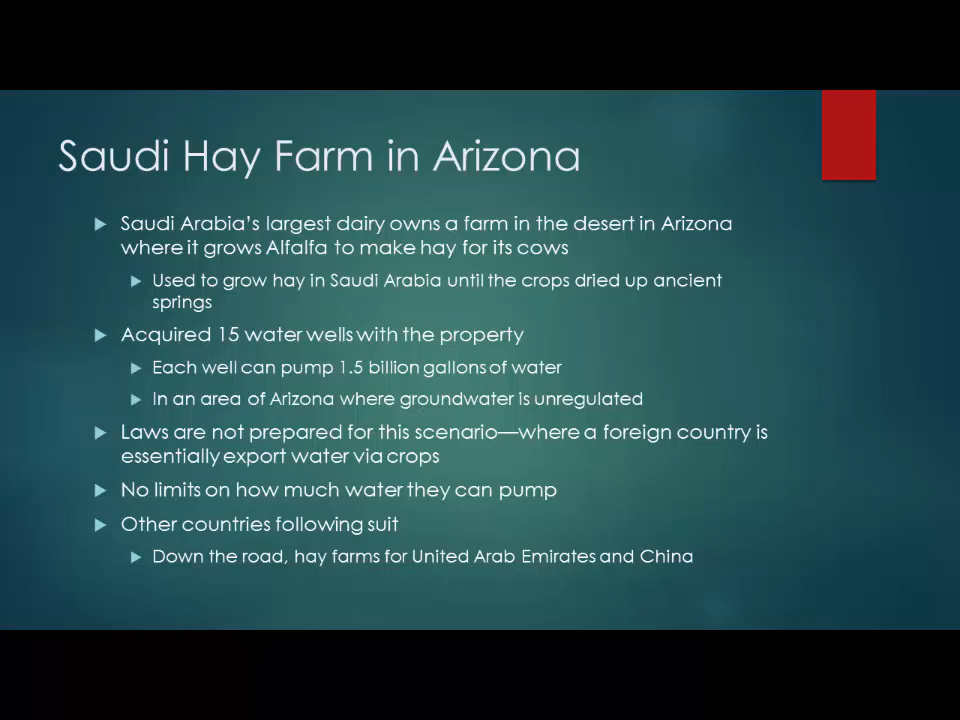 Saudi Hay Farm in Arizona
Saudi Arabia's largest dairy owns a farm in the desert in Arizona
where it grows Alfalfa to make hay for its cows
Used to grow hay in Saudi Arabia until the crops dried up ancient
springs
Acquired 15 water wells with the property
Each well can pump 1.5 billion gallons of water
In an area of Arizona where groundwater is unregulated
Laws are not prepared for this scenario—where a foreign country is
essentially export water via crops
No limits on how much water they can pump
Other countries following suit
Down the road, hay farms for United Arab Emirates and China